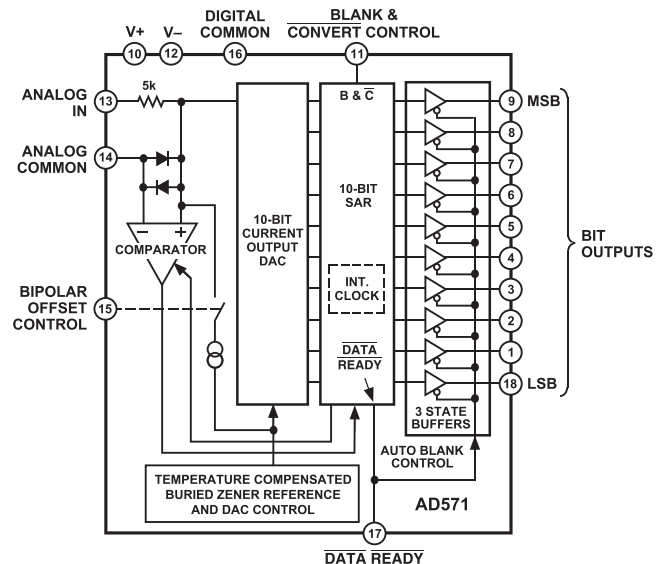 V+
V–
DIGITAL
COMMON
BLANK &
CONVERT CONTROL
10
12
16
11
ANALOG
IN
13
5k
B & C̅
9
MSB
8
ANALOG
COMMON
14
7
10-BIT
SAR
6
10-BIT
CURRENT
OUTPUT
DAC
– +
COMPARATOR
5
BIT
OUTPUTS
4
INT.
CLOCK
3
BIPOLAR
OFFSET
CONTROL
15
2
DATA
READY
1
18
LSB
3 STATE
BUFFERS
AUTO BLANK
CONTROL
TEMPERATURE COMPENSATED
BURIED ZENER REFERENCE
AND DAC CONTROL
AD571
17
DATA READY